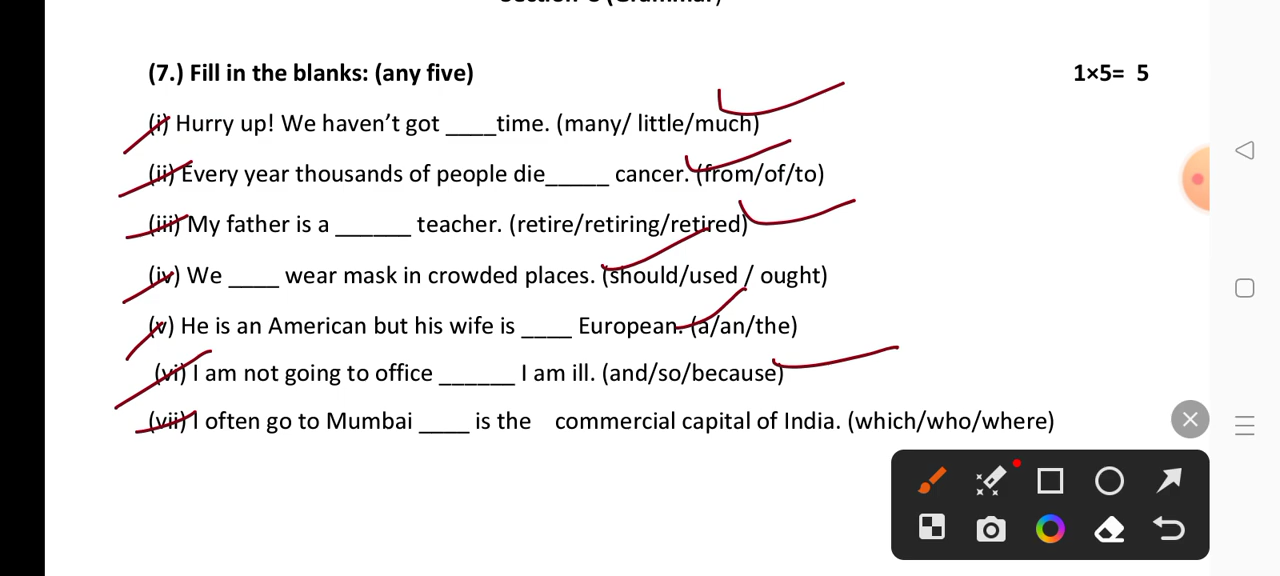 (7.) Fill in the blanks: (any five) 1×5= 5
(i) Hurry up! We haven't got ____time. (many/ little/much)
(ii) Every year thousands of people die_____ cancer. (from/of/to)
(iii) My father is a ______ teacher. (retire/retiring/retired)
(iv) We ____ wear mask in crowded places. (should/used / ought)
(v) He is an American but his wife is ____ European. (a/an/the)
(vi) I am not going to office ______ I am ill. (and/so/because)
(vii) I often go to Mumbai ____ is the commercial capital of India. (which/who/where)